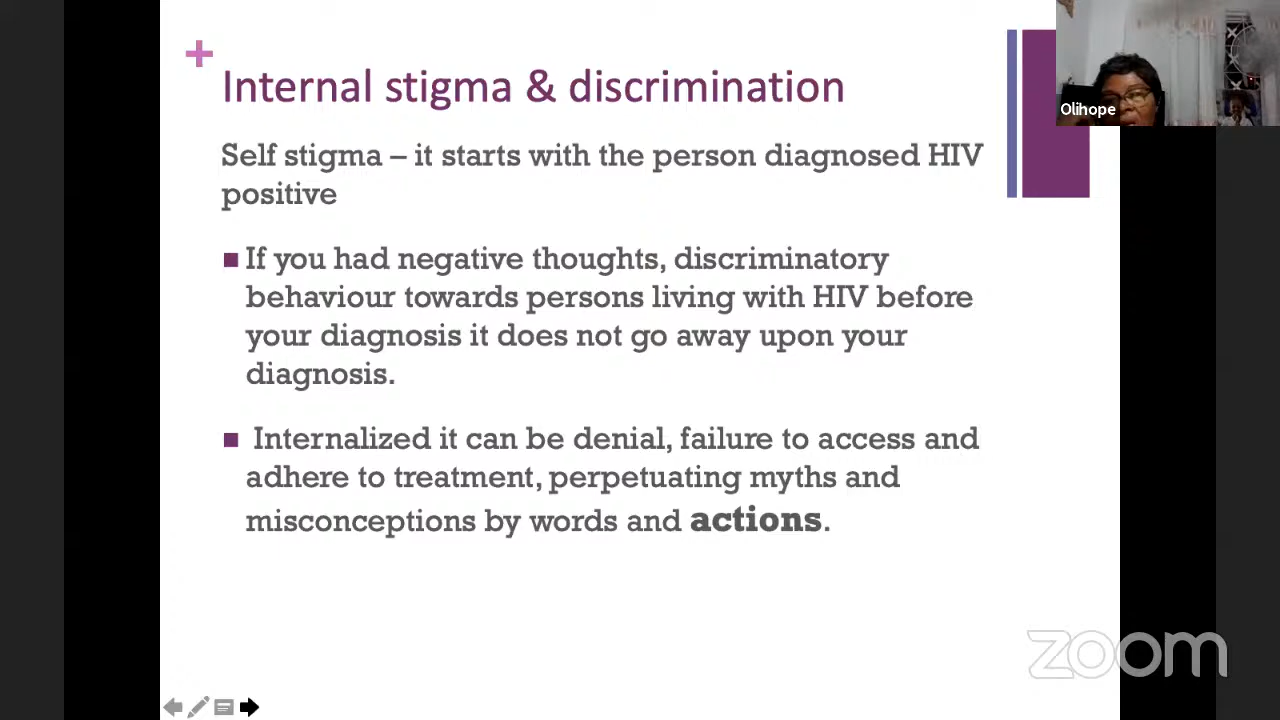 +
Internal stigma & discrimination
Olihope
Self stigma – it starts with the person diagnosed HIV
positive
■ If you had negative thoughts, discriminatory
behaviour towards persons living with HIV before
your diagnosis it does not go away upon your
diagnosis.
■ Internalized it can be denial, failure to access and
adhere to treatment, perpetuating myths and
misconceptions by words and actions.
zoom